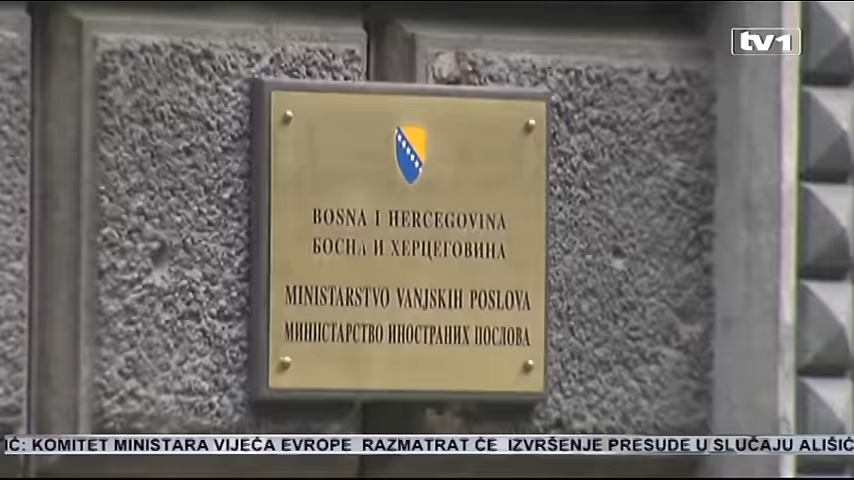 tv1
BOSNA I HERCEGOVINA
БОСНА И ХЕРЦЕГОВИНА
MINISTARSTVO VANJSKIH POSLOVA
МИНИСТАРСТВО ИНОСТРАНИХ ПОСЛОВА
IĆ: KOMITET MINISTARA VIJEĆA EVROPE RAZMATRAT ĆE IZVRŠENJE PRESUDE U SLUČAJU ALIŠIĆ